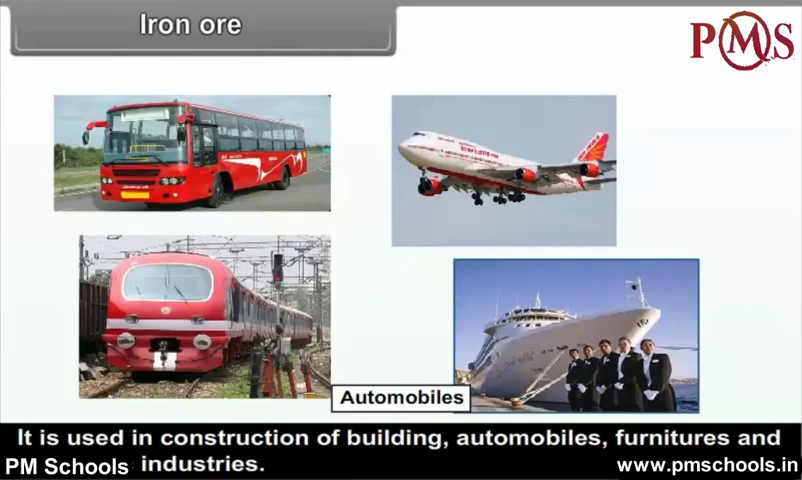 Iron ore
PMS
Automobiles
It is used in construction of building, automobiles, furnitures and
PM Schools industries.
www.pmschools.in